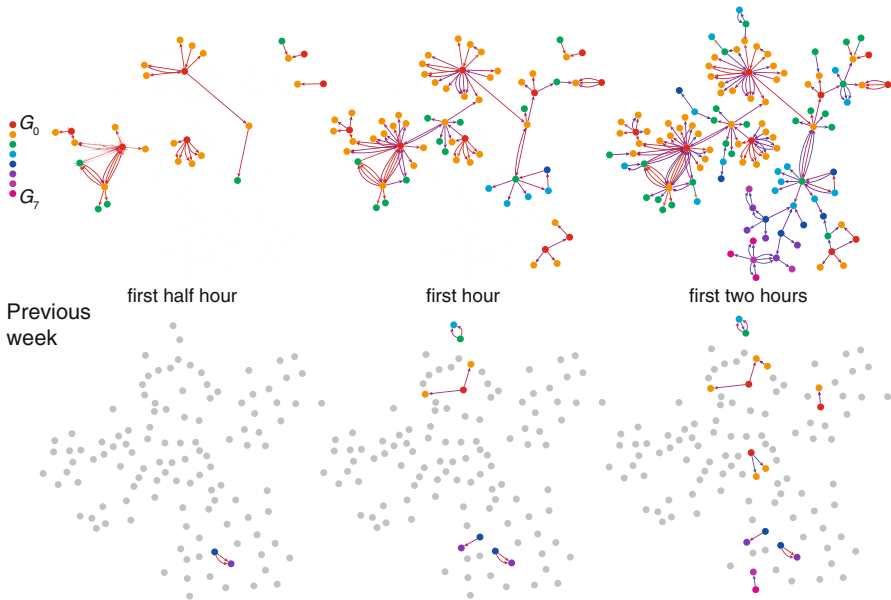 G0
G7
first half hour
first hour
first two hours
Previous
week